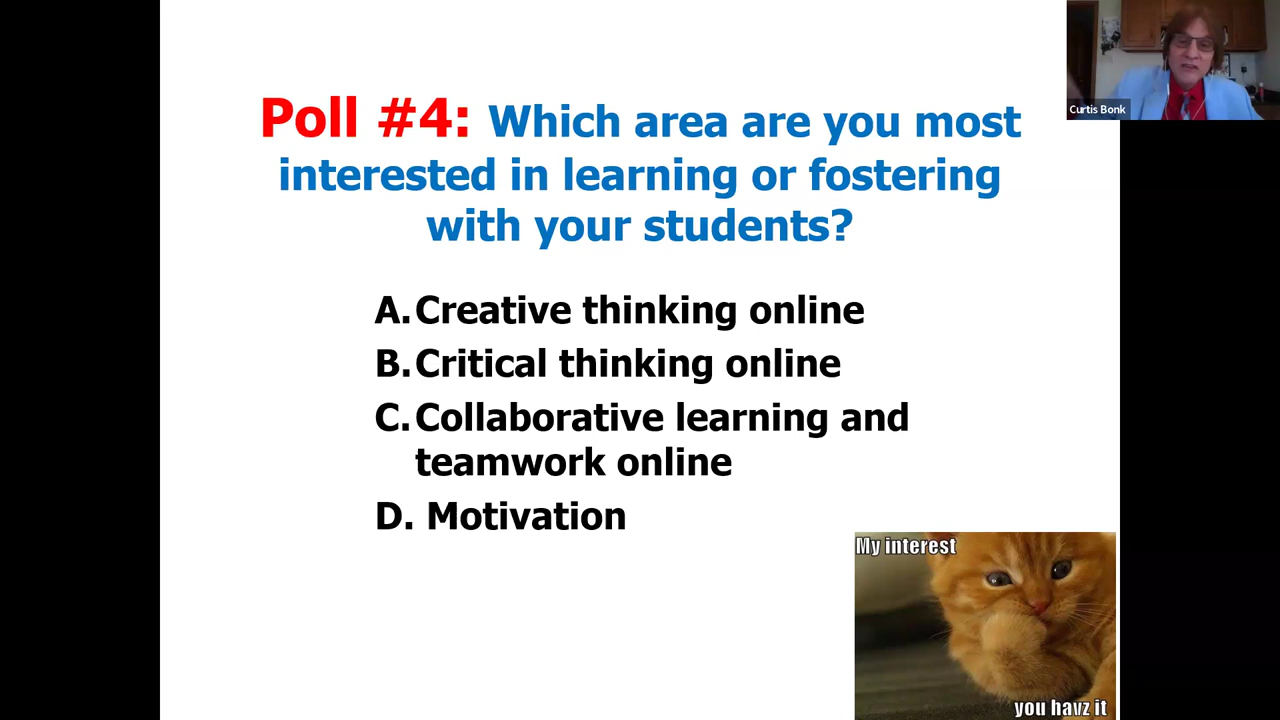 Poll #4: Which area are you most
interested in learning or fostering
with your students?
A. Creative thinking online
B. Critical thinking online
C. Collaborative learning and
teamwork online
D. Motivation
Curtis Bonk
My interest
you havz it